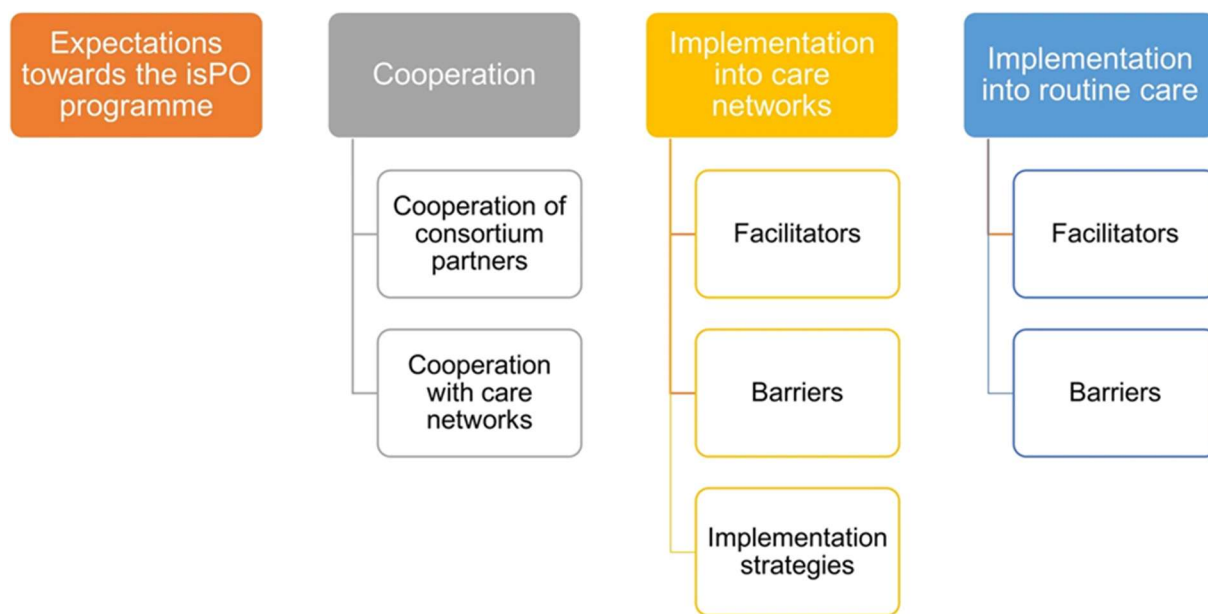 Expectations
towards the isPO
programme
Cooperation
Cooperation of
consortium
partners
Cooperation
with care
networks
Implementation
into care
networks
Facilitators
Barriers
Implementation
strategies
Implementation
into routine care
Facilitators
Barriers